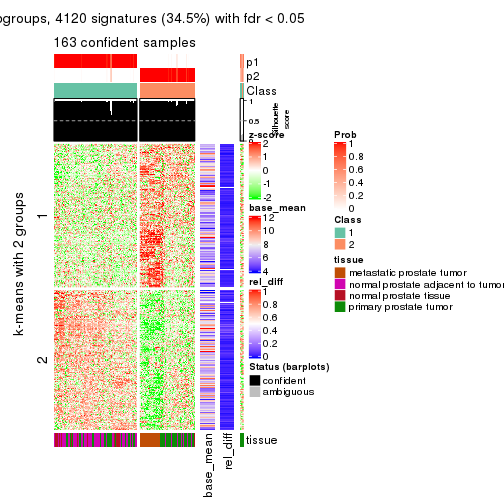 ogroups, 4120 signatures (34.5%) with fdr < 0.05
163 confident samples
p1
p2
Class
1
0.5
0
Silhouette
score
k-means with 2 groups
1
2
z-score
2
1
0
-1
-2
base_mean
12
10
8
6
4
rel_diff
1
0.8
0.6
0.4
0.2
0
Status (barplots)
confident
ambiguous
Prob
1
0.8
0.6
0.4
0.2
0
Class
1
2
tissue
metastatic prostate tumor
normal prostate adjacent to tumor
normal prostate tissue
primary prostate tumor
tissue
base_mean
rel_diff